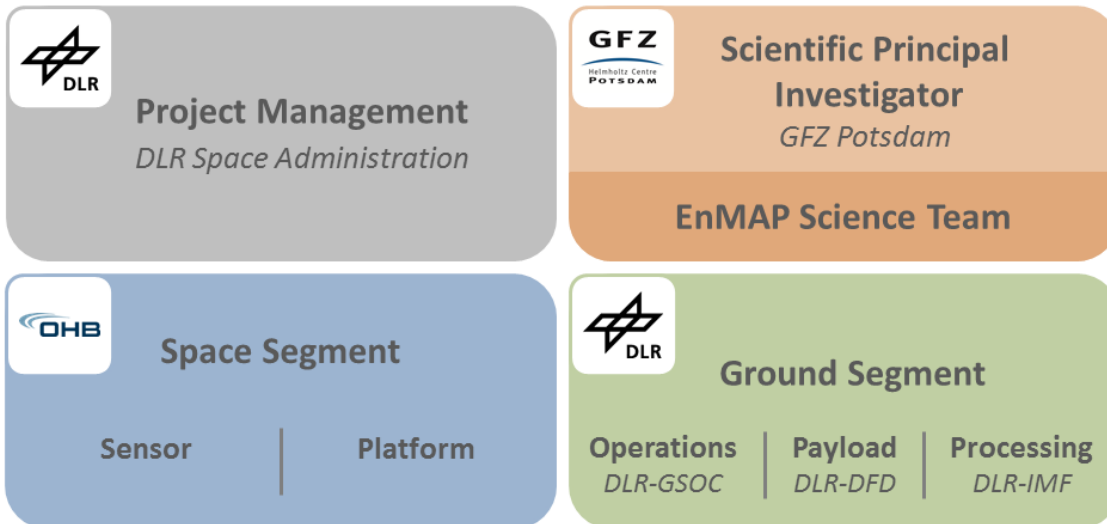 DLR
Project Management
DLR Space Administration
GFZ
Helmholtz Centre
POTSDAM
Scientific Principal
Investigator
GFZ Potsdam
EnMAP Science Team
OHB
Space Segment
Sensor
Platform
DLR
Ground Segment
Operations
DLR-GSOC
Payload
DLR-DFD
Processing
DLR-IMF